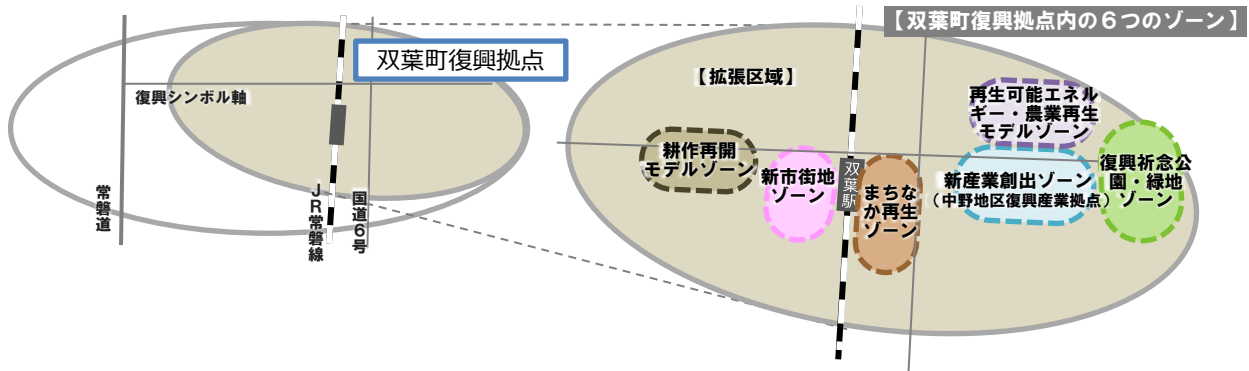 【双葉町復興拠点内の６つのゾーン】
双葉町復興拠点
復興シンボル軸
常磐道
ＪＲ常磐線
国道６号
【拡張区域】
耕作再開
モデルゾーン
新市街地
ゾーン
双葉駅
まちな
か再生
ゾーン
再生可能エネル
ギー・農業再生
モデルゾーン
新産業創出ゾーン
（中野地区復興産業拠点）
復興祈念公
園・緑地
ゾーン